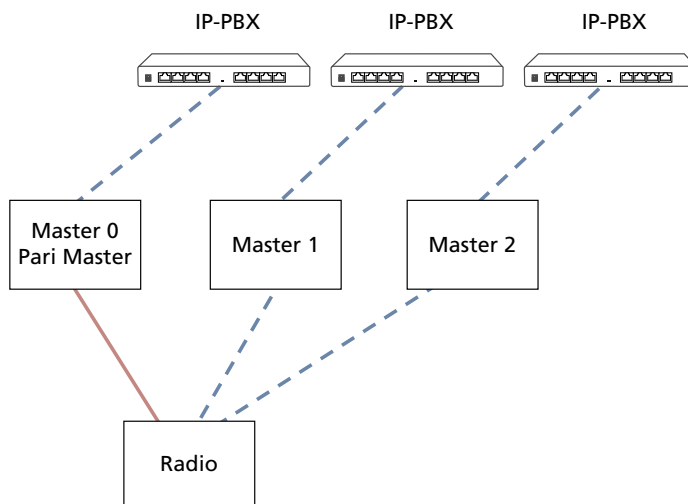 IP-PBX
IP-PBX
IP-PBX
Master 0
Pari Master
Master 1
Master 2
Radio